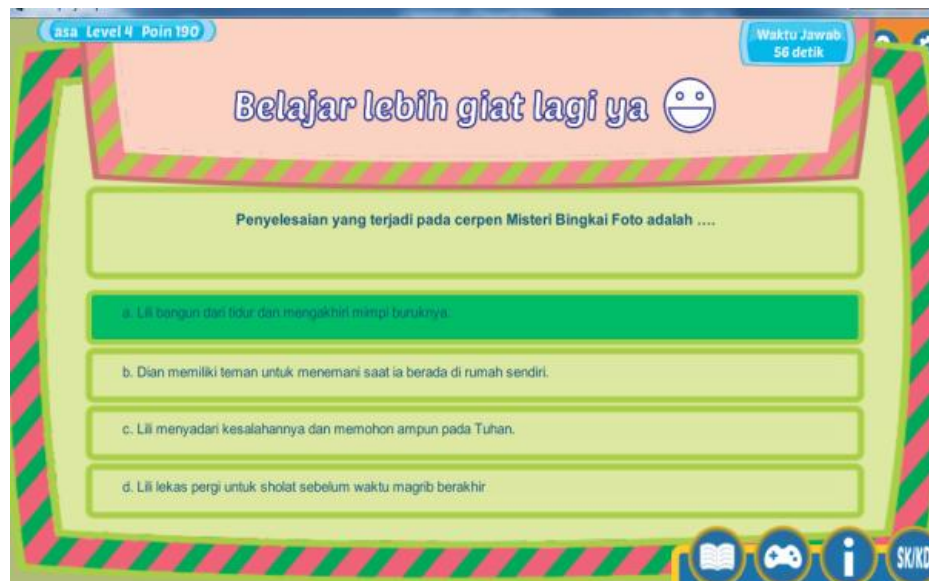 asa Level 4 Poin 190
Waktu Jawab
56 detik
Belajar lebih giat lagi ya
Penyelesaian yang terjadi pada cerpen Misteri Bingkai Foto adalah ....
a. Lili bangun dari tidur dan mengakhiri mimpi buruknya.
b. Dian memiliki teman untuk menemani saat ia berada di rumah sendiri.
c. Lili menyadari kesalahannya dan memohon ampun pada Tuhan.
d. Lili lekas pergi untuk sholat sebelum waktu magrib berakhir
i
SK/KD